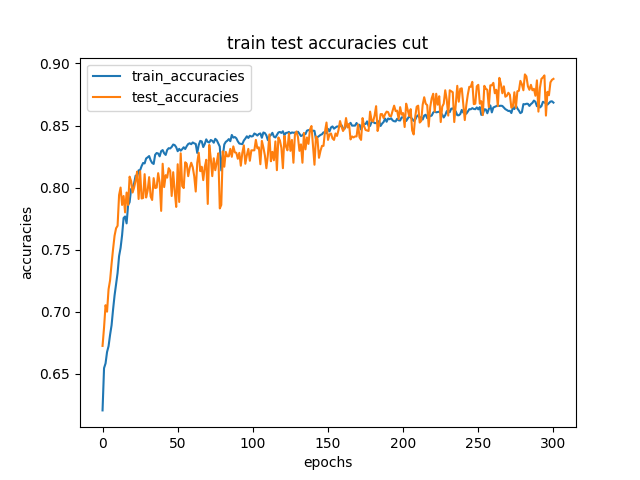 train test accuracies cut
train_accuracies
test_accuracies
accuracies
0.90
0.85
0.80
0.75
0.70
0.65
0 50 100 150 200 250 300
epochs